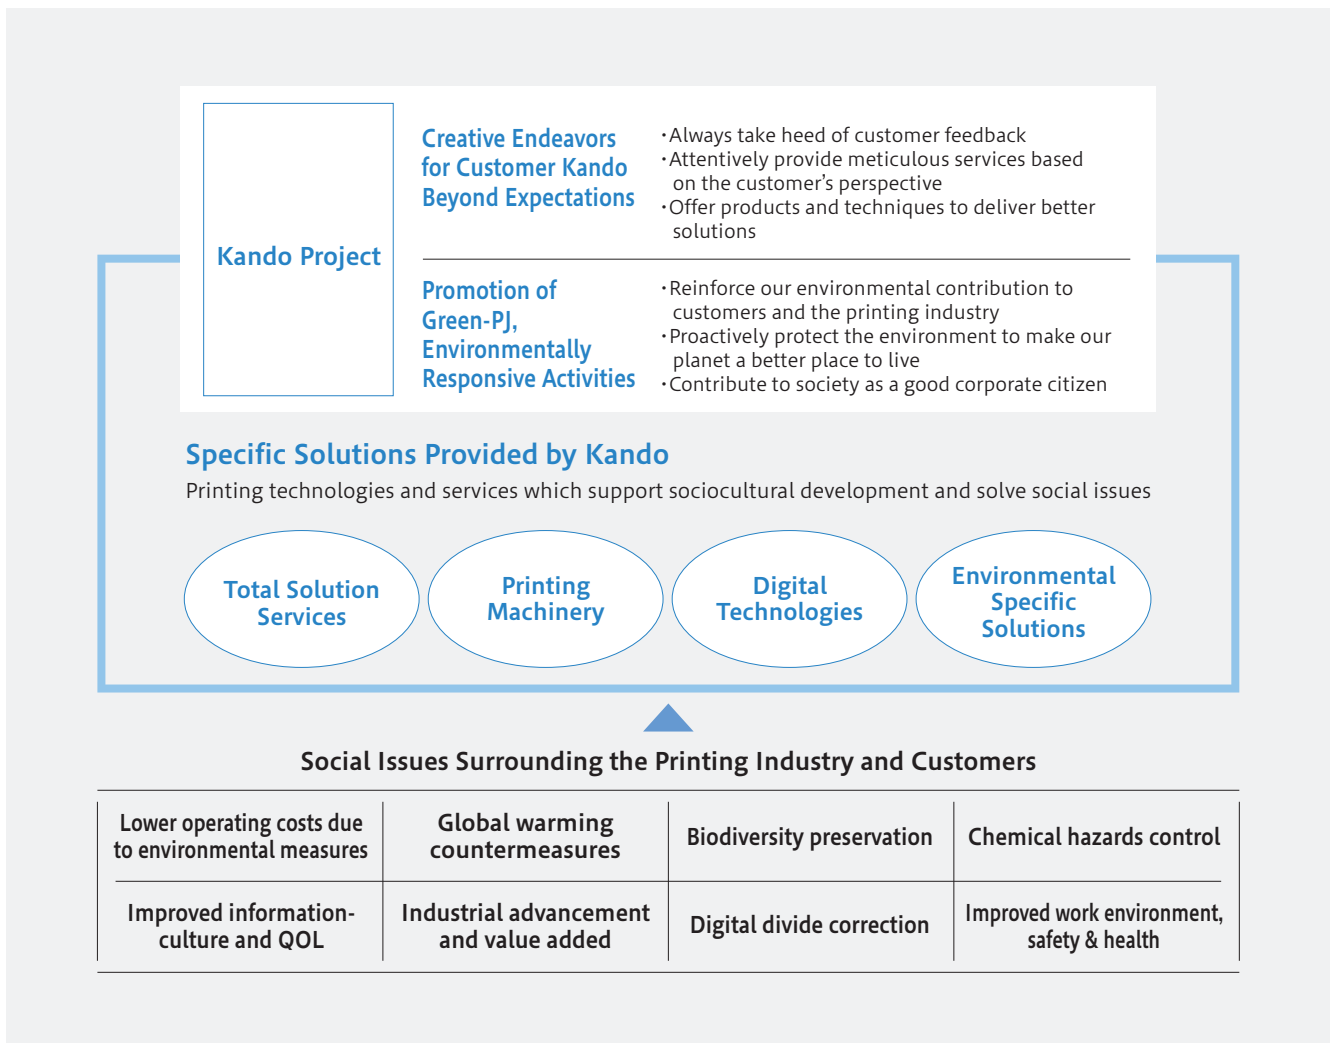 Kando Project
Creative Endeavors
for Customer Kando
Beyond Expectations
・Always take heed of customer feedback
・Attentively provide meticulous services based
on the customer’s perspective
・Offer products and techniques to deliver better
solutions
Promotion of
Green-PJ,
Environmentally
Responsive Activities
・Reinforce our environmental contribution to
customers and the printing industry
・Proactively protect the environment to make our
planet a better place to live
・Contribute to society as a good corporate citizen
Specific Solutions Provided by Kando
Printing technologies and services which support sociocultural development and solve social issues
Total Solution
Services
Printing
Machinery
Digital
Technologies
Environmental
Specific
Solutions
Social Issues Surrounding the Printing Industry and Customers
Lower operating costs due
to environmental measures
Global warming
countermeasures
Biodiversity preservation
Chemical hazards control
Improved information-
culture and QOL
Industrial advancement
and value added
Digital divide correction
Improved work environment,
safety & health